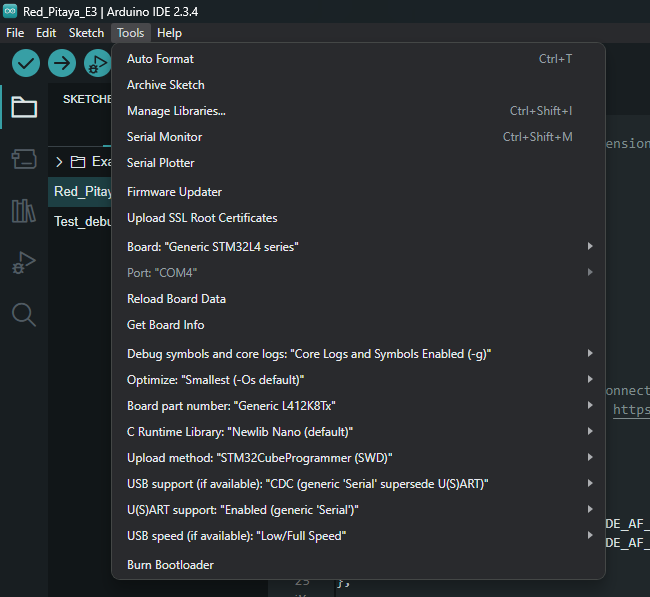 Red_Pitaya_E3 | Arduino IDE 2.3.4
File Edit Sketch Tools Help
Auto Format Ctrl+T
SKETCHE
Archive Sketch
Manage Libraries... Ctrl+Shift+I
Serial Monitor Ctrl+Shift+M
ension
Exa
Serial Plotter
Red_Pitay
Firmware Updater
Test_debu
Upload SSL Root Certificates
Board: "Generic STM32L4 series"
Port: "COM4"
Reload Board Data
Get Board Info
Debug symbols and core logs: "Core Logs and Symbols Enabled (-g)"
Optimize: "Smallest (-Os default)"
onnect
Board part number: "Generic L412K8Tx"
https
C Runtime Library: "Newlib Nano (default)"
Upload method: "STM32CubeProgrammer (SWD)"
USB support (if available): "CDC (generic 'Serial' supersede U(S)ART)"
U(S)ART support: "Enabled (generic 'Serial')"
DE_AF_
USB speed (if available): "Low/Full Speed"
DE_AF_
Burn Bootloader
};